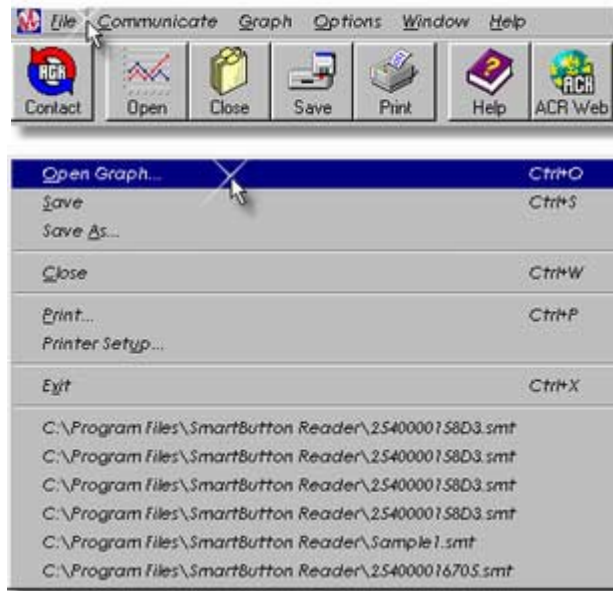 File Communicate Graph Options Window Help
ACR
Contact Open Close Save Print Help ACR Web
Open Graph... Ctrl+O
Save Ctrl+S
Save As...
Close Ctrl+W
Print... Ctrl+P
Printer Setup...
Exit Ctrl+X
C:\Program Files\SmartButton Reader\2540000158D3.smt
C:\Program Files\SmartButton Reader\2540000158D3.smt
C:\Program Files\SmartButton Reader\2540000158D3.smt
C:\Program Files\SmartButton Reader\2540000158D3.smt
C:\Program Files\SmartButton Reader\Sample1.smt
C:\Program Files\SmartButton Reader\254000016705.smt